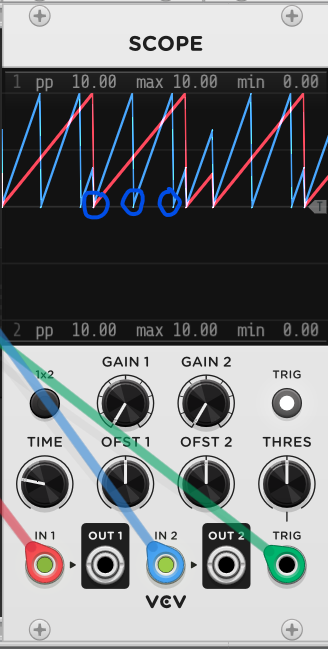 SCOPE
1 pp 10.00 max 10.00 min 0.00
T
2 pp 10.00 max 10.00 min 0.00
1x2 GAIN 1 GAIN 2 TRIG
TIME OFST 1 OFST 2 THRES
IN 1 OUT 1 IN 2 OUT 2 TRIG
VCV